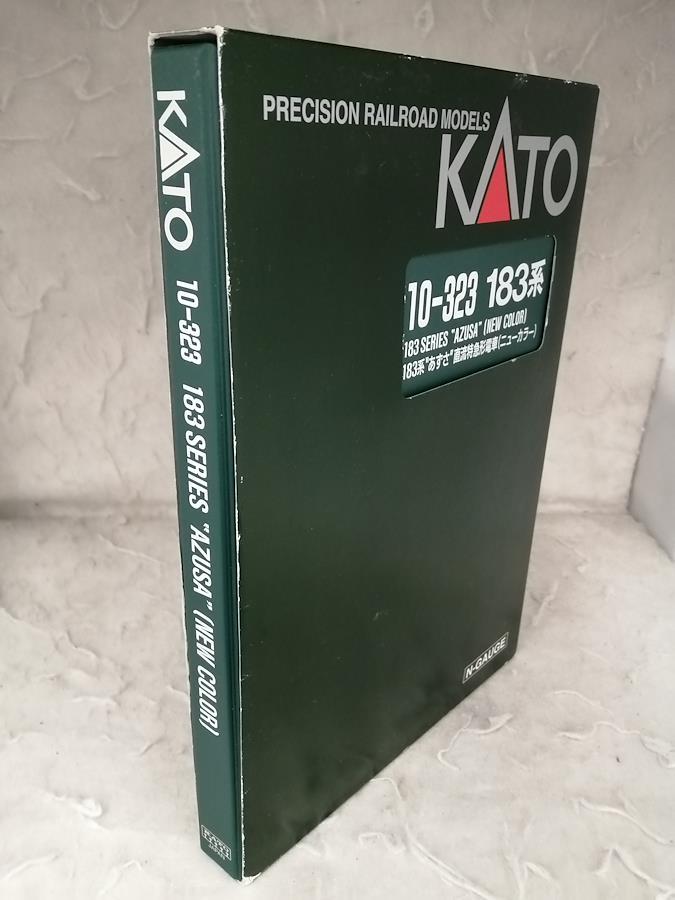 PRECISION RAILROAD MODELS
KATO
10-323 183系
183 SERIES "AZUSA" (NEW COLOR)
183系"あずさ"直流特急形電車(ニューカラー)
N-GAUGE
KATO 10-323 183 SERIES "AZUSA" (NEW COLOR)
KATO
JAPAN